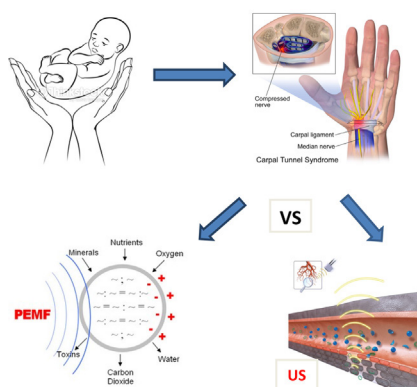 Compressed
nerve
Carpal ligament
Median nerve
Carpal Tunnel Syndrome
VS
Nutrients
Minerals
Oxygen
PEMF
Toxins
Water
Carbon
Dioxide
US